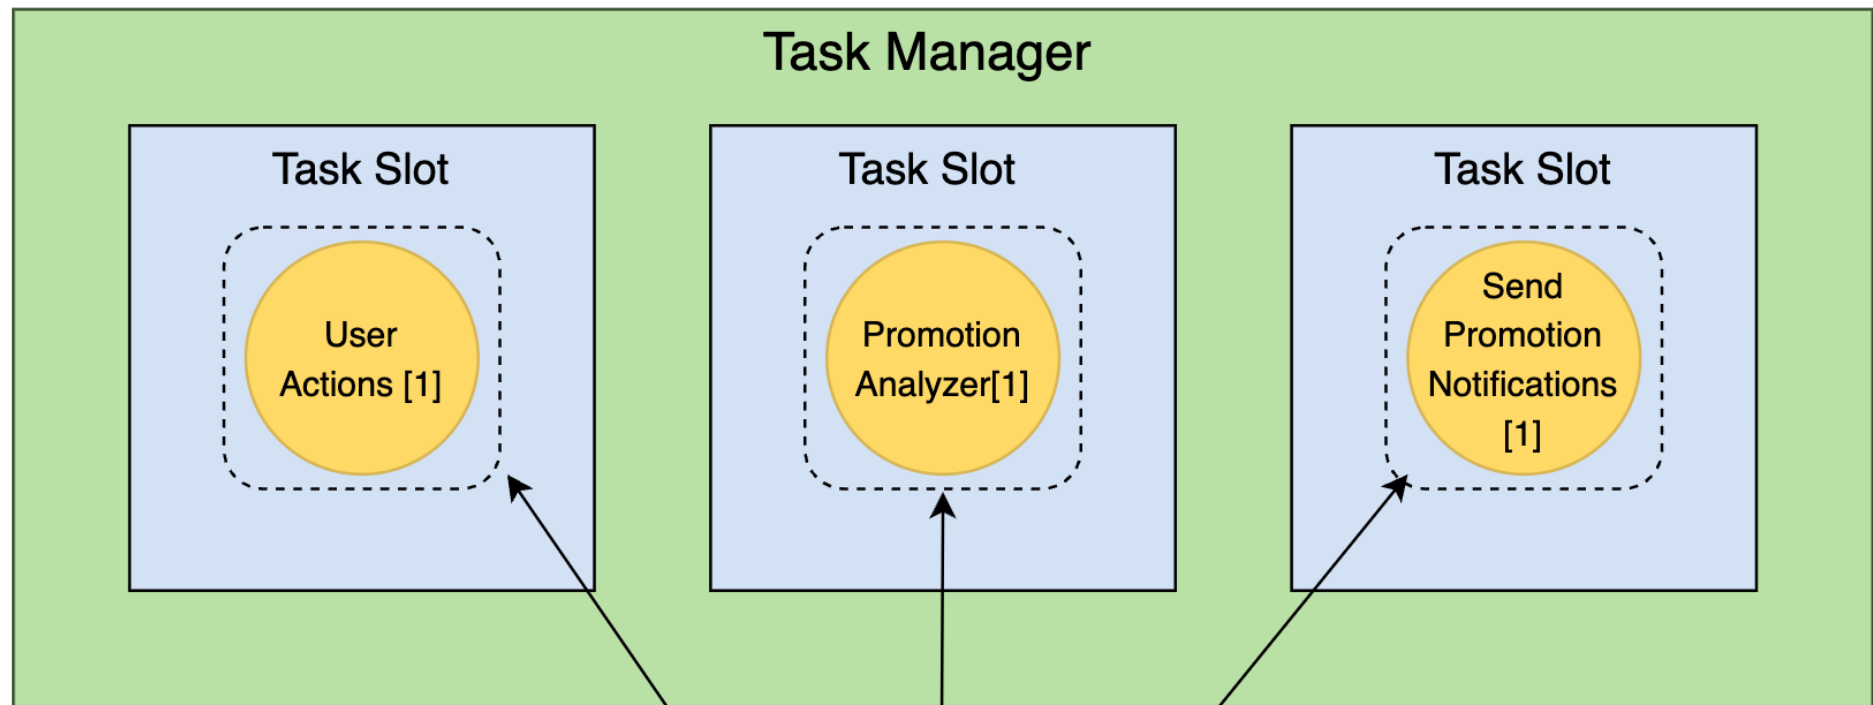 Task Manager
Task Slot
User
Actions [1]
Task Slot
Promotion
Analyzer[1]
Task Slot
Send
Promotion
Notifications
[1]